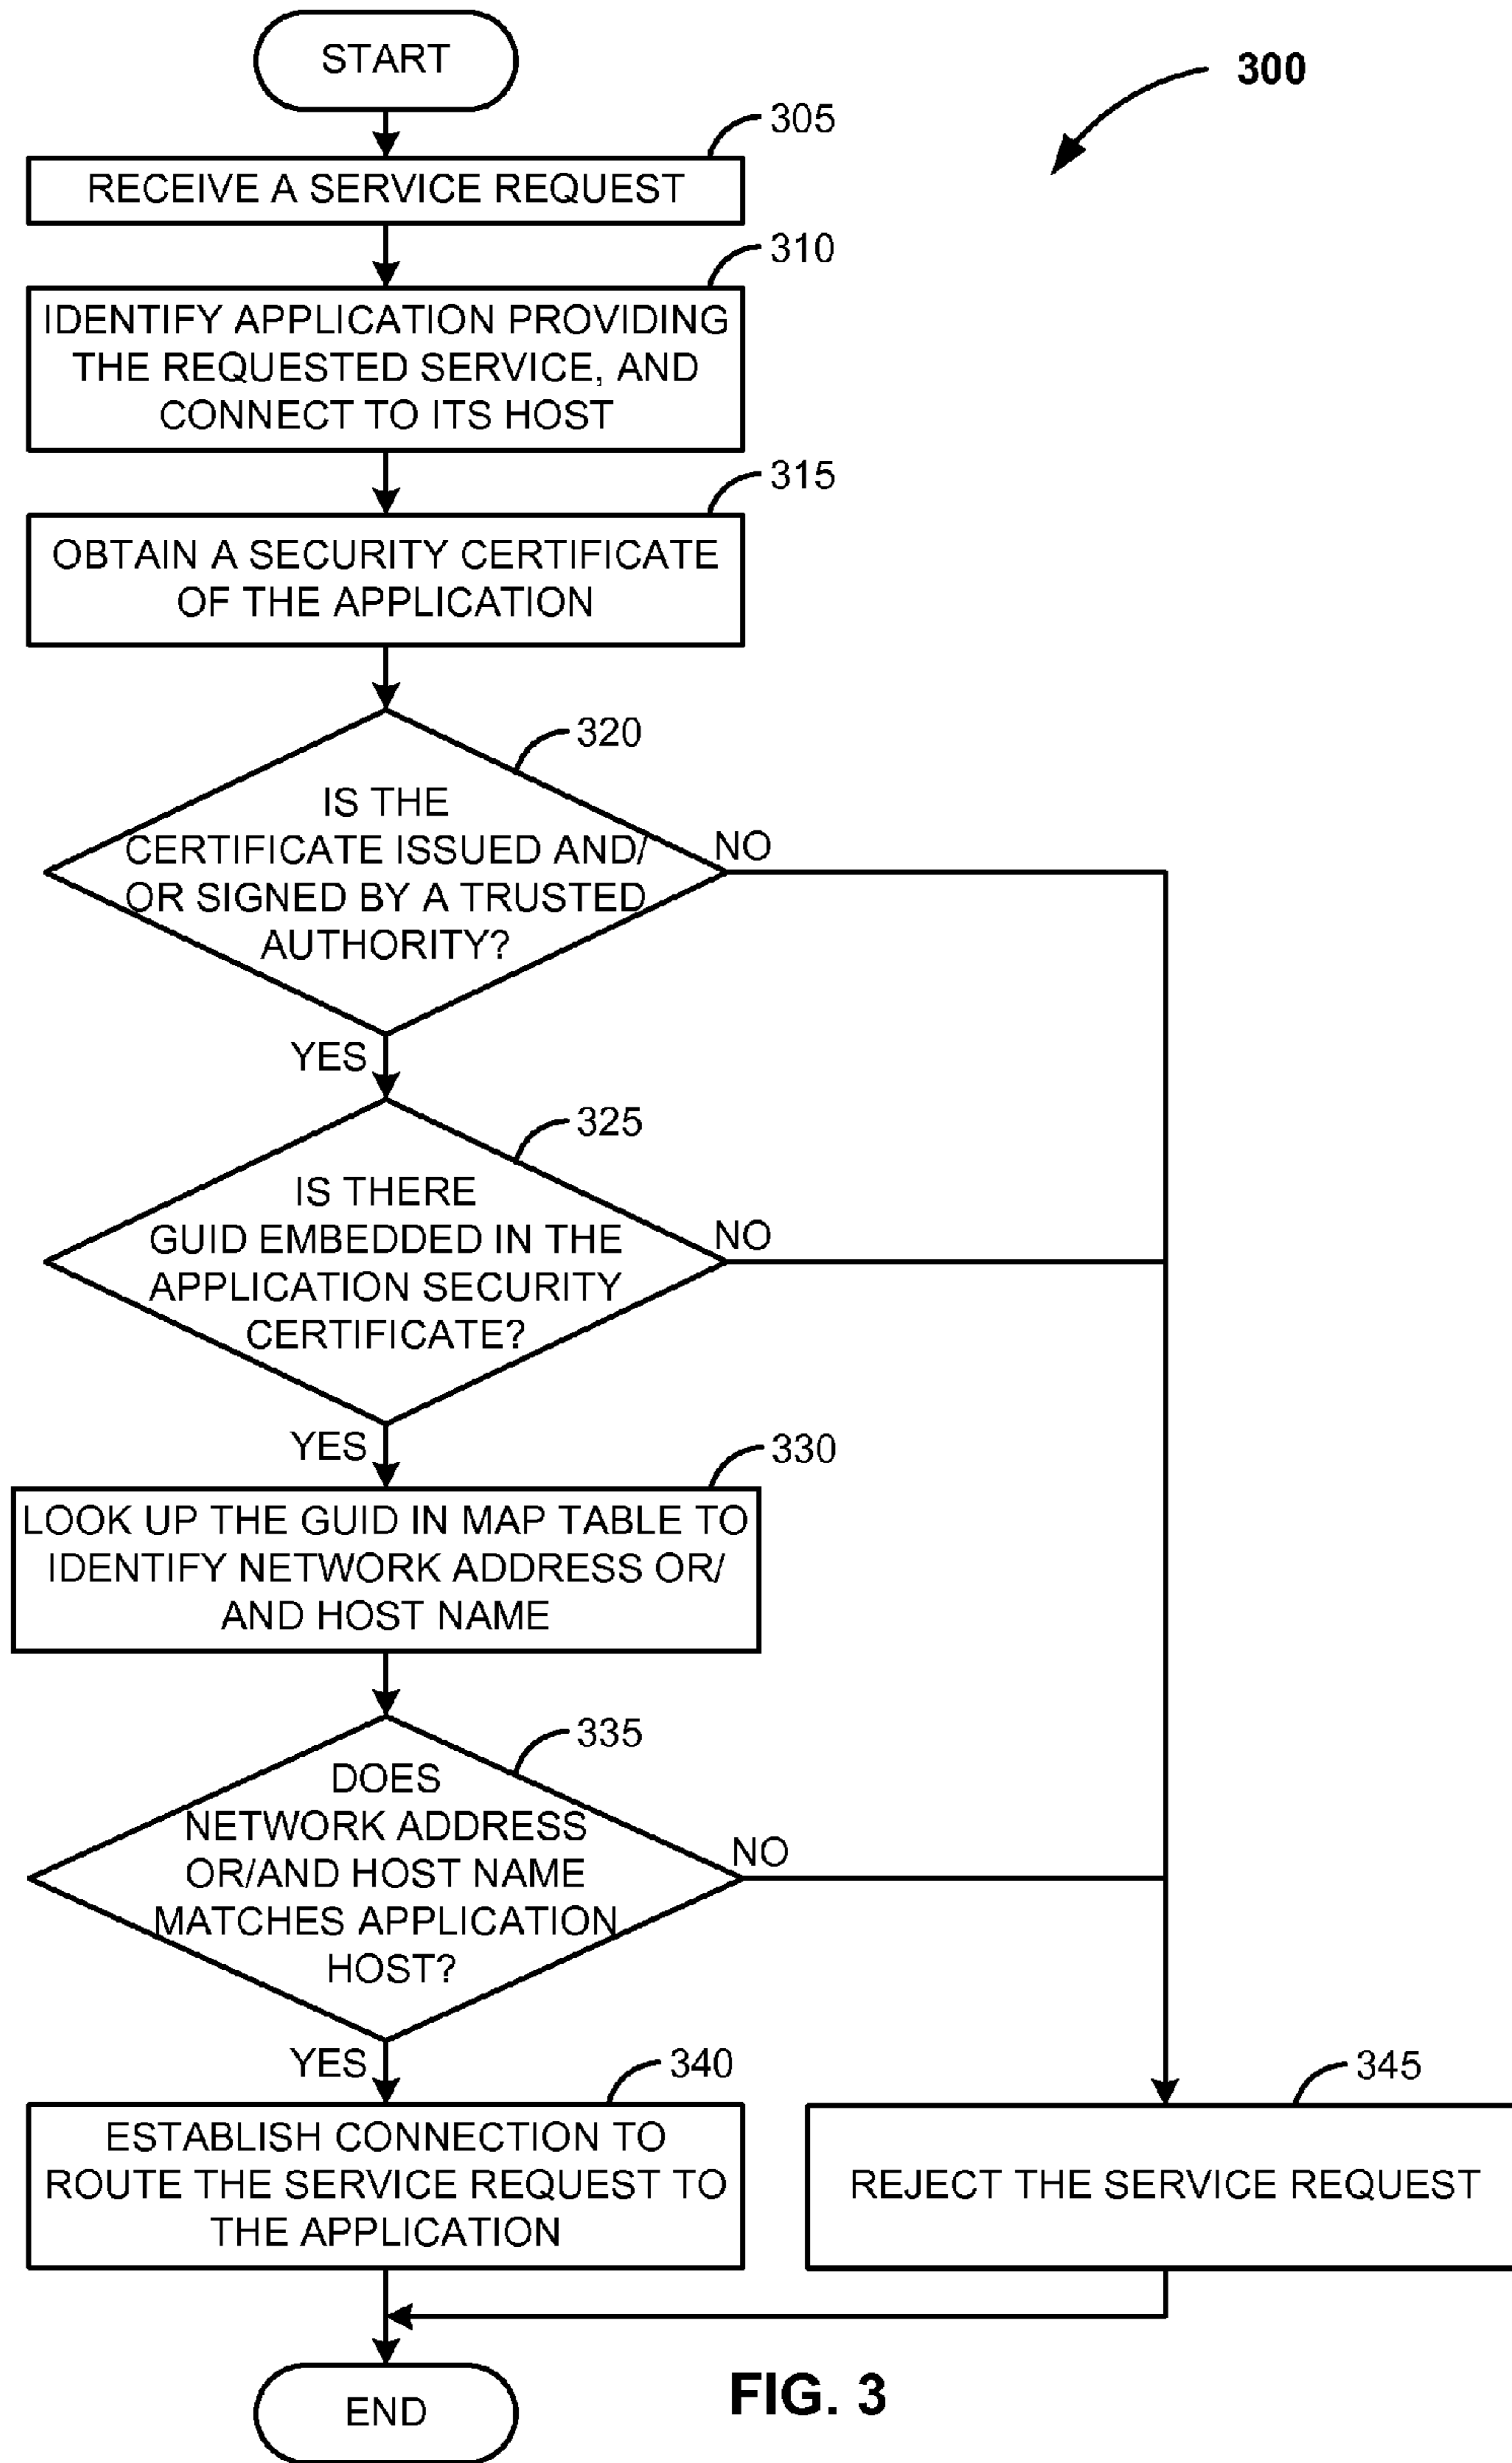 START
300
305
RECEIVE A SERVICE REQUEST
310
IDENTIFY APPLICATION PROVIDING
THE REQUESTED SERVICE, AND
CONNECT TO ITS HOST
315
OBTAIN A SECURITY CERTIFICATE
OF THE APPLICATION
320
IS THE
CERTIFICATE ISSUED AND/
OR SIGNED BY A TRUSTED
AUTHORITY?
NO
YES
325
IS THERE
GUID EMBEDDED IN THE
APPLICATION SECURITY
CERTIFICATE?
NO
YES
330
LOOK UP THE GUID IN MAP TABLE TO
IDENTIFY NETWORK ADDRESS OR/
AND HOST NAME
335
DOES
NETWORK ADDRESS
OR/AND HOST NAME
MATCHES APPLICATION
HOST?
NO
YES
340
ESTABLISH CONNECTION TO
ROUTE THE SERVICE REQUEST TO
THE APPLICATION
345
REJECT THE SERVICE REQUEST
END
FIG. 3